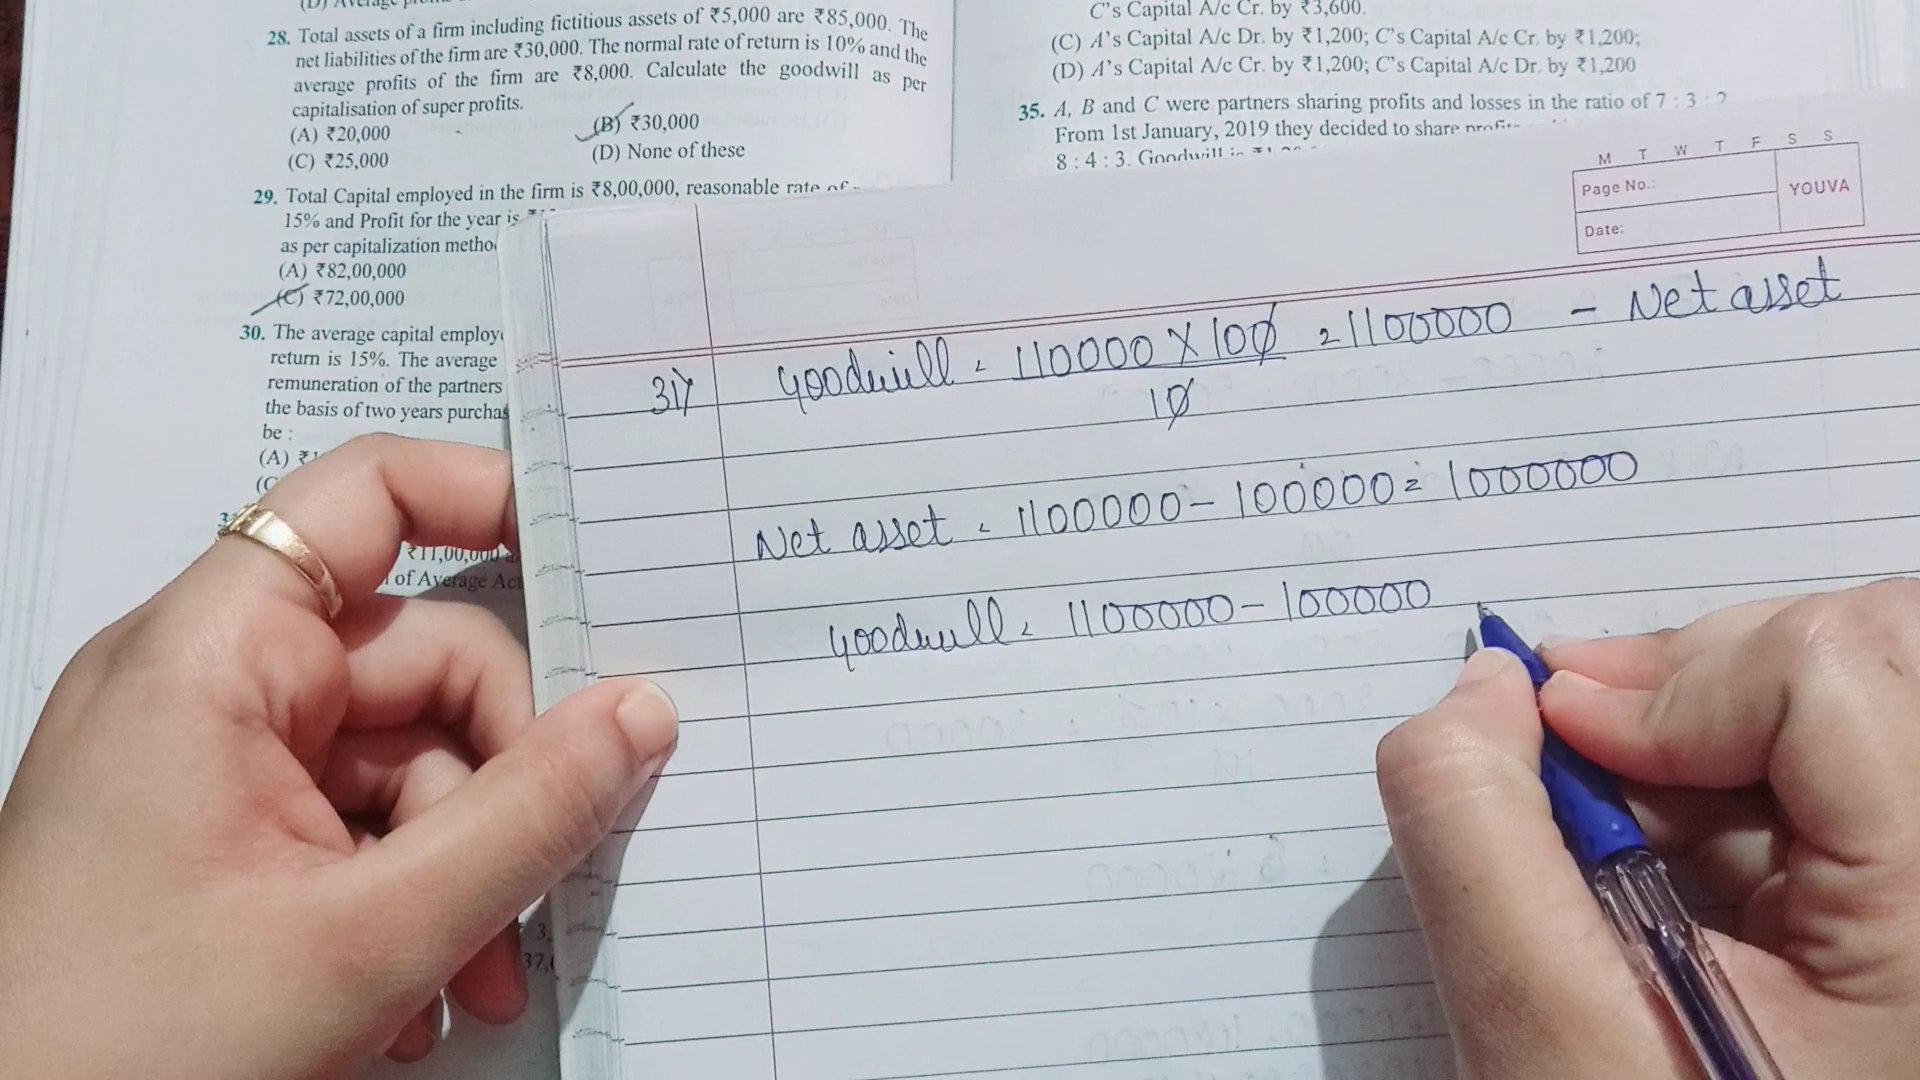 28. Total assets of a firm including fictitious assets of ₹5,000 are ₹85,000. The
net liabilities of the firm are ₹30,000. The normal rate of return is 10% and the
average profits of the firm are ₹8,000. Calculate the goodwill as per
capitalisation of super profits.
(A) ₹20,000
(B) ₹30,000
(C) ₹25,000
(D) None of these
29. Total Capital employed in the firm is ₹8,00,000, reasonable rate of
15% and Profit for the year is
as per capitalization
(A) ₹82,00,000
(C) ₹72,00,000
30. The average capital
return is 15%. The average
remuneration of the partners
the basis of two years
be :
(A)
₹11,00,000
of Average
C's Capital A/c Cr. by ₹3,600.
(C) A's Capital A/c Dr. by ₹1,200; C's Capital A/c Cr. by ₹1,200;
(D) A's Capital A/c Cr. by ₹1,200; C's Capital A/c Dr. by ₹1,200
35. A, B and C were partners sharing profits and losses in the ratio of 7 : 3 : 2
From 1st January, 2019 they decided to share
8 : 4 : 3. Goodwill
M T W T F S S
Page No.:
YOUVA
Date:
31) Goodwill = 110000 X 100 = 1100000 - Net asset
10
Net asset = 1100000 - 100000 = 1000000
Goodwill = 1100000 - 100000